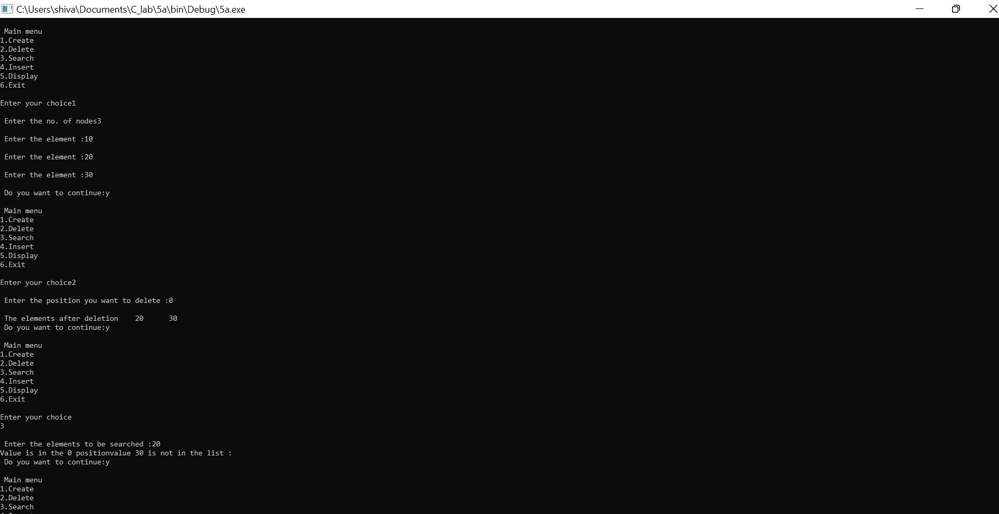 C:\Users\shiva\Documents\C_lab\5a\bin\Debug\5a.exe
Main menu
1.Create
2.Delete
3.Search
4.Insert
5.Display
6.Exit
Enter your choice1
Enter the no. of nodes3
Enter the element :10
Enter the element :20
Enter the element :30
Do you want to continue:y
Main menu
1.Create
2.Delete
3.Search
4.Insert
5.Display
6.Exit
Enter your choice2
Enter the position you want to delete :0
The elements after deletion    20      30
Do you want to continue:y
Main menu
1.Create
2.Delete
3.Search
4.Insert
5.Display
6.Exit
Enter your choice
3
Enter the elements to be searched :20
Value is in the 0 positionvalue 30 is not in the list :
Do you want to continue:y
Main menu
1.Create
2.Delete
3.Search